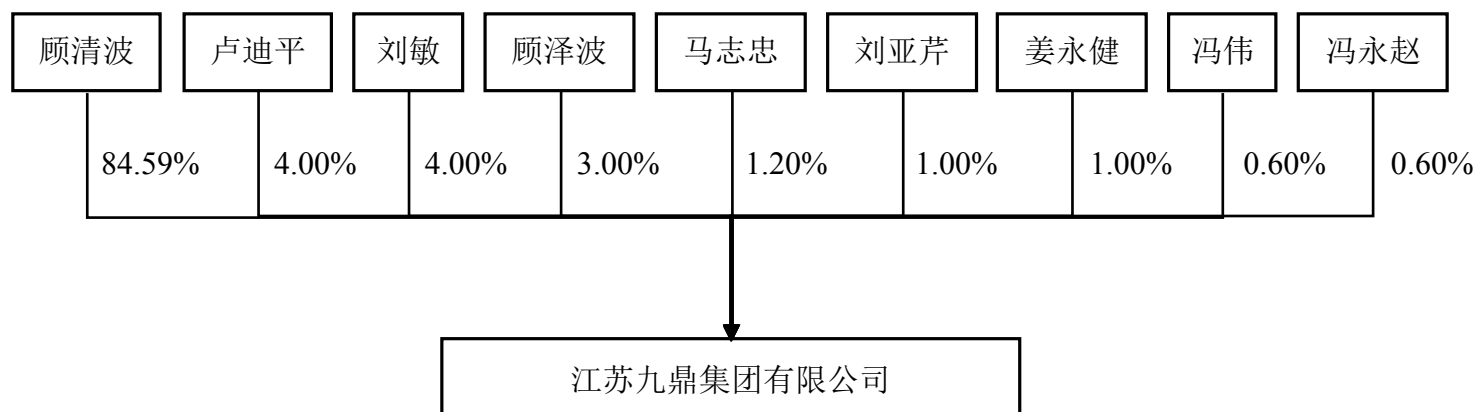 顾清波 卢迪平 刘敏 顾泽波 马志忠 刘亚芹 姜永健 冯伟 冯永赵
84.59% 4.00% 4.00% 3.00% 1.20% 1.00% 1.00% 0.60% 0.60%
江苏九鼎集团有限公司